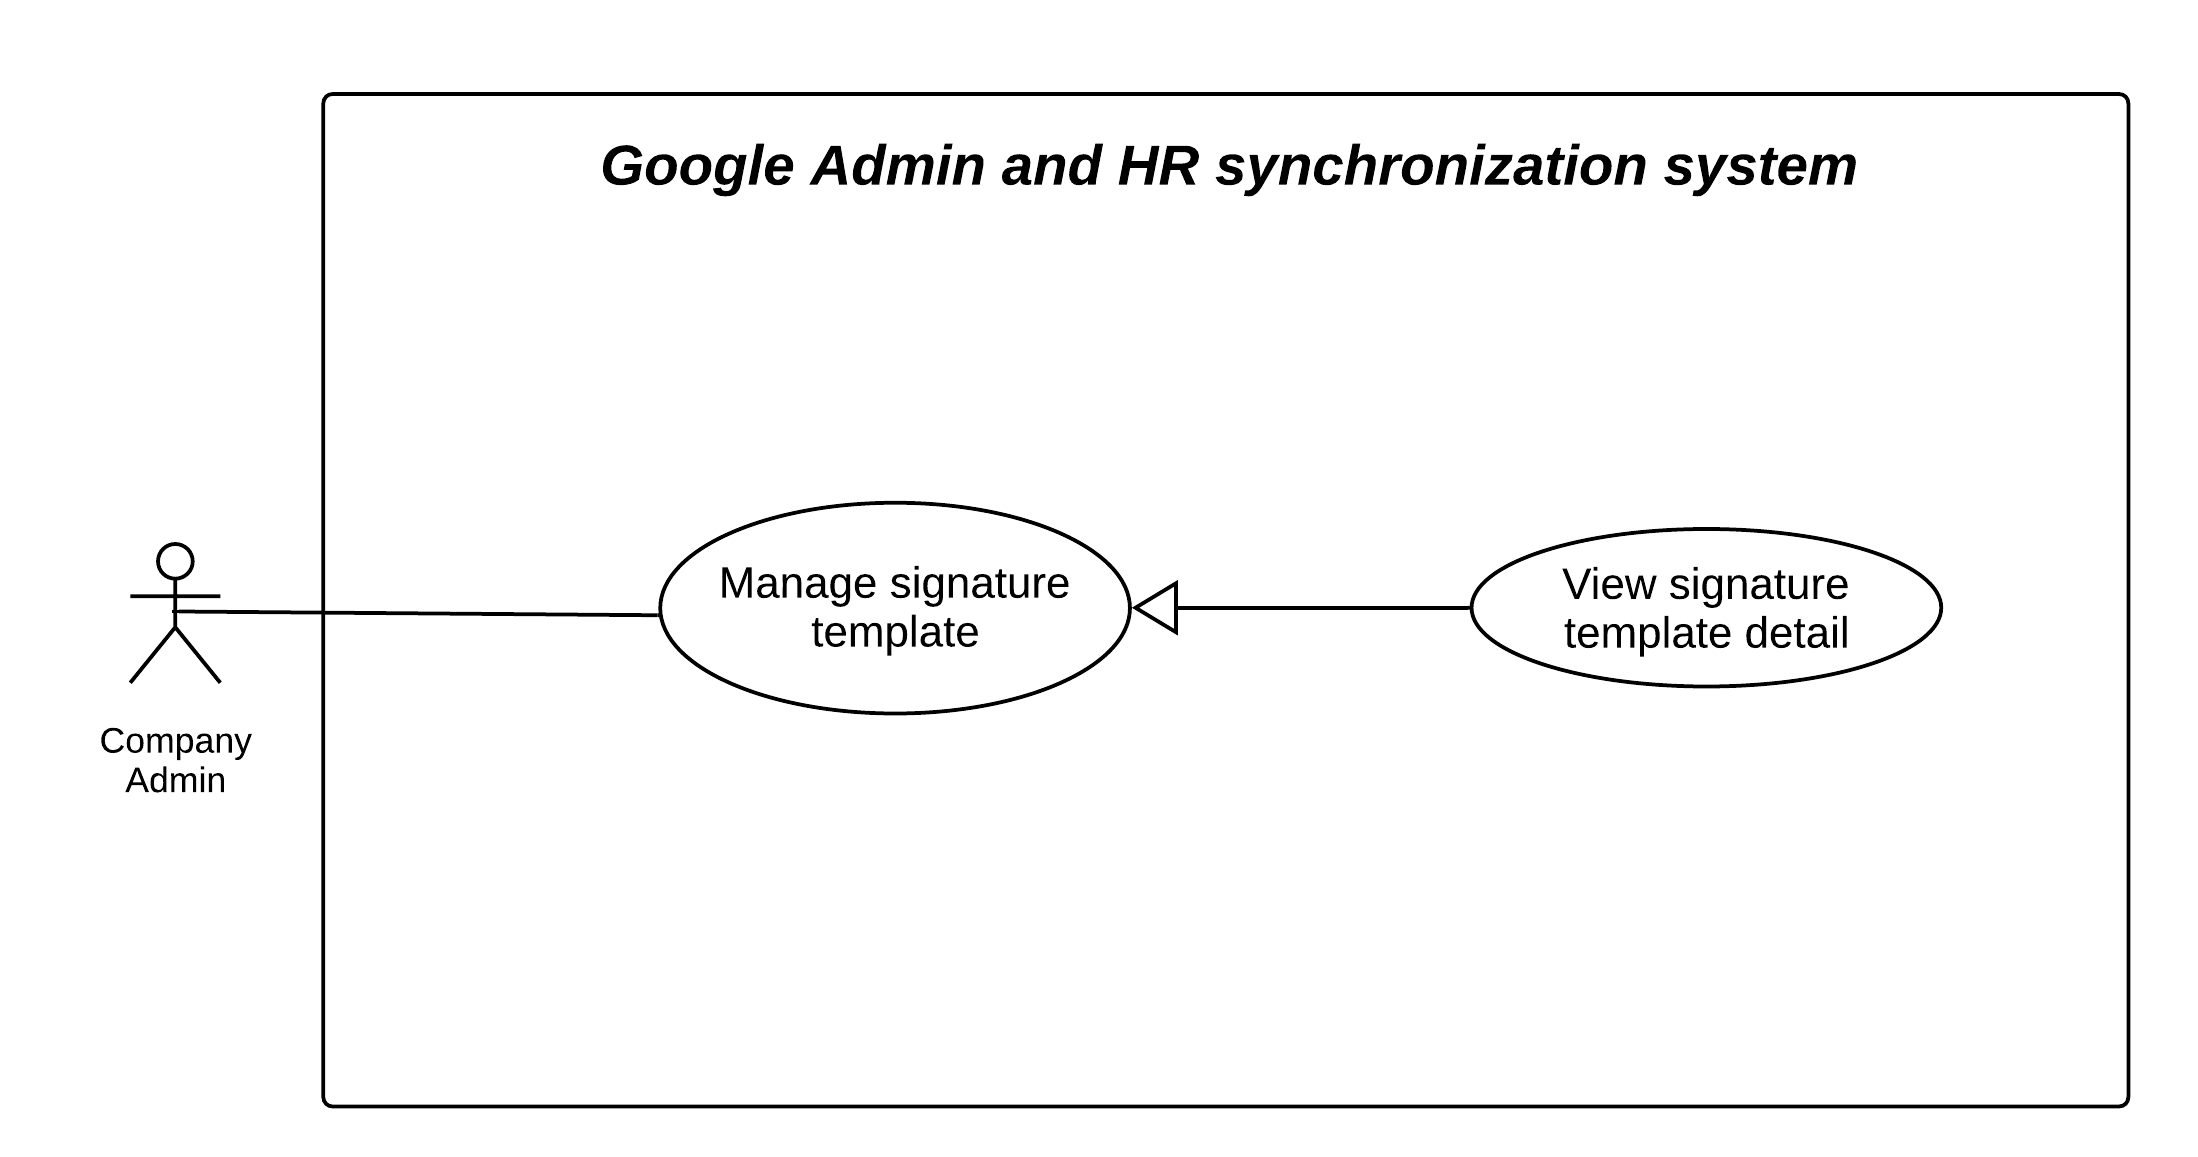 Google Admin and HR synchronization system
Manage signature
template
View signature
template detail
Company
Admin